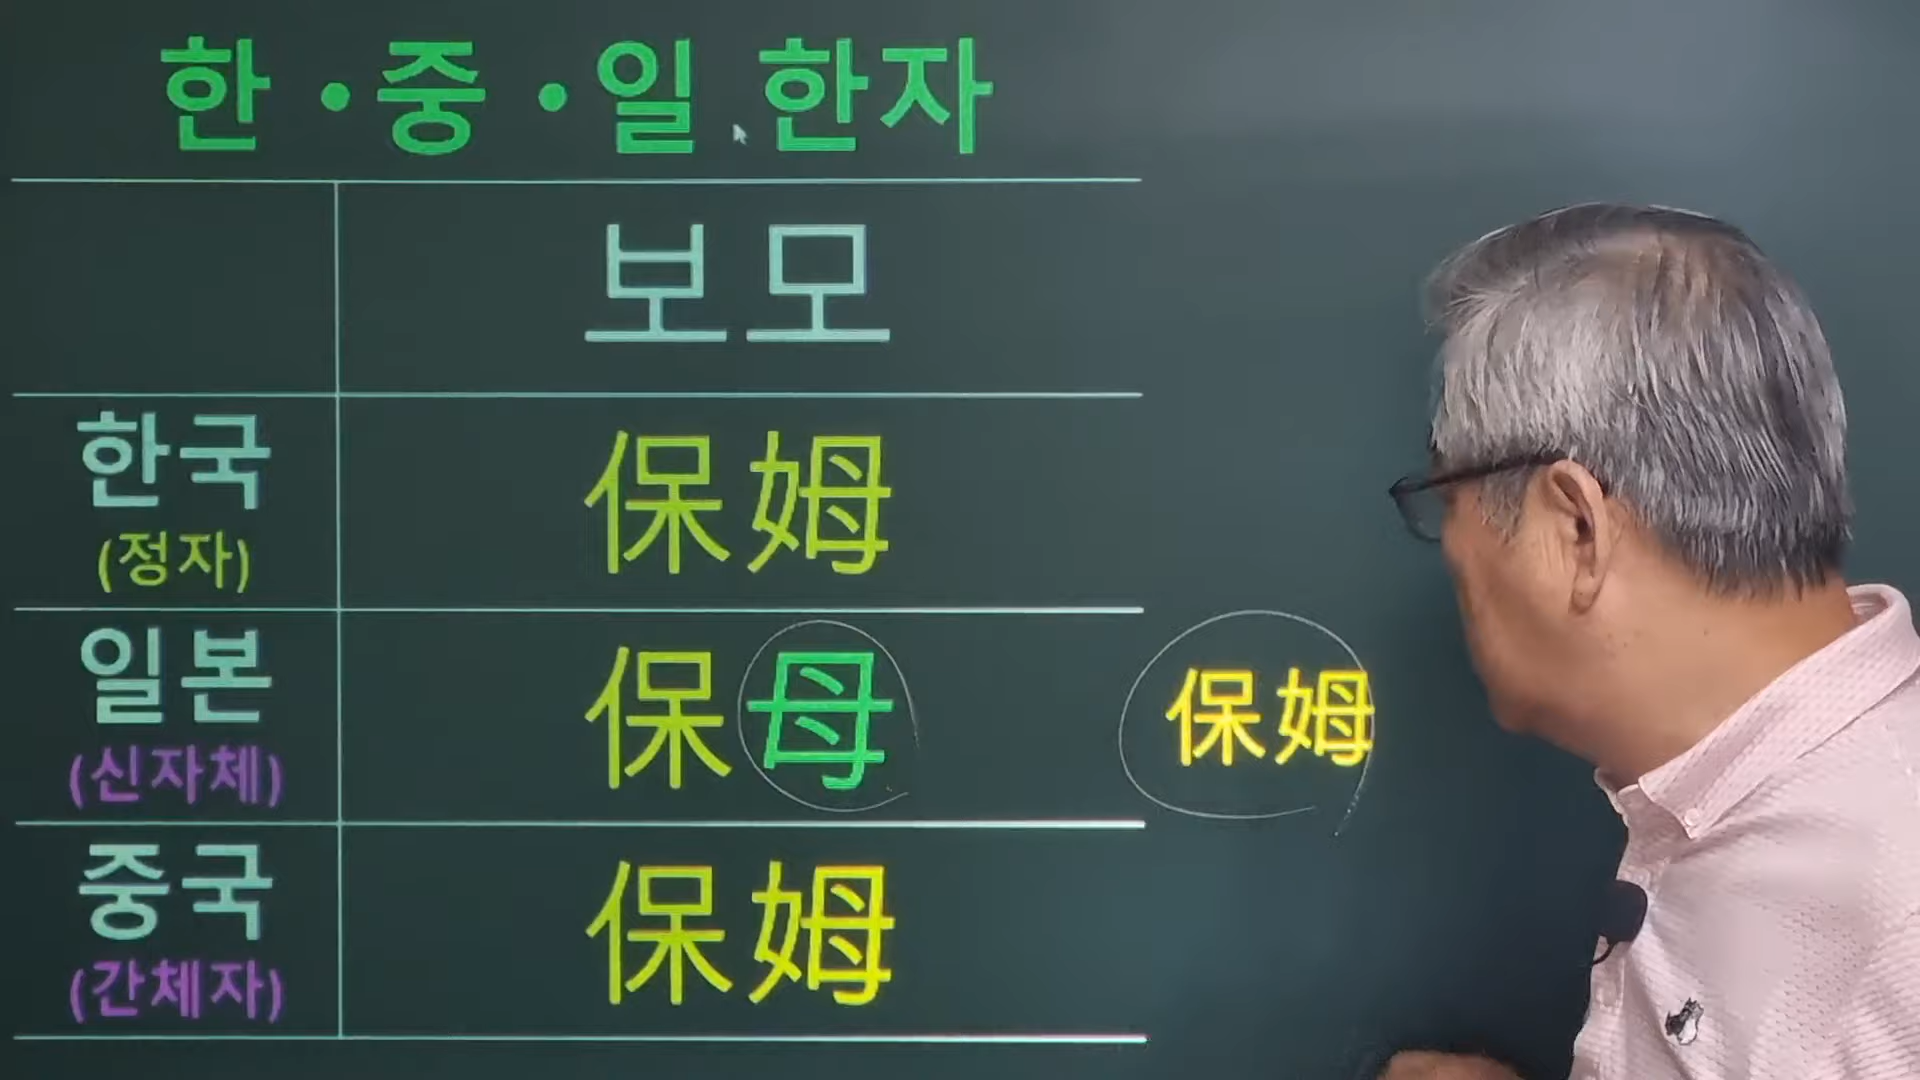 한·중·일 한자
보모
한국
(정자)
保姆
일본
(신자체)
保母
保姆
중국
(간체자)
保姆